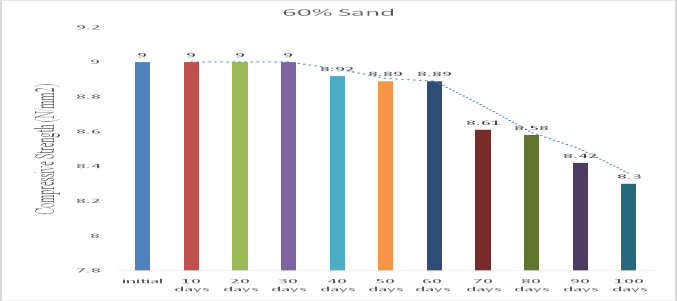 60% Sand
9.2
9
8.8
8.6
8.4
8.2
8
7.8
Compressive Strength (Nmm2)
9 9 9 9 8.92 8.89 8.89 8.61 8.58 8.42 8.3
initial 10 20 30 40 50 60 70 80 90 100
days days days days days days days days days days